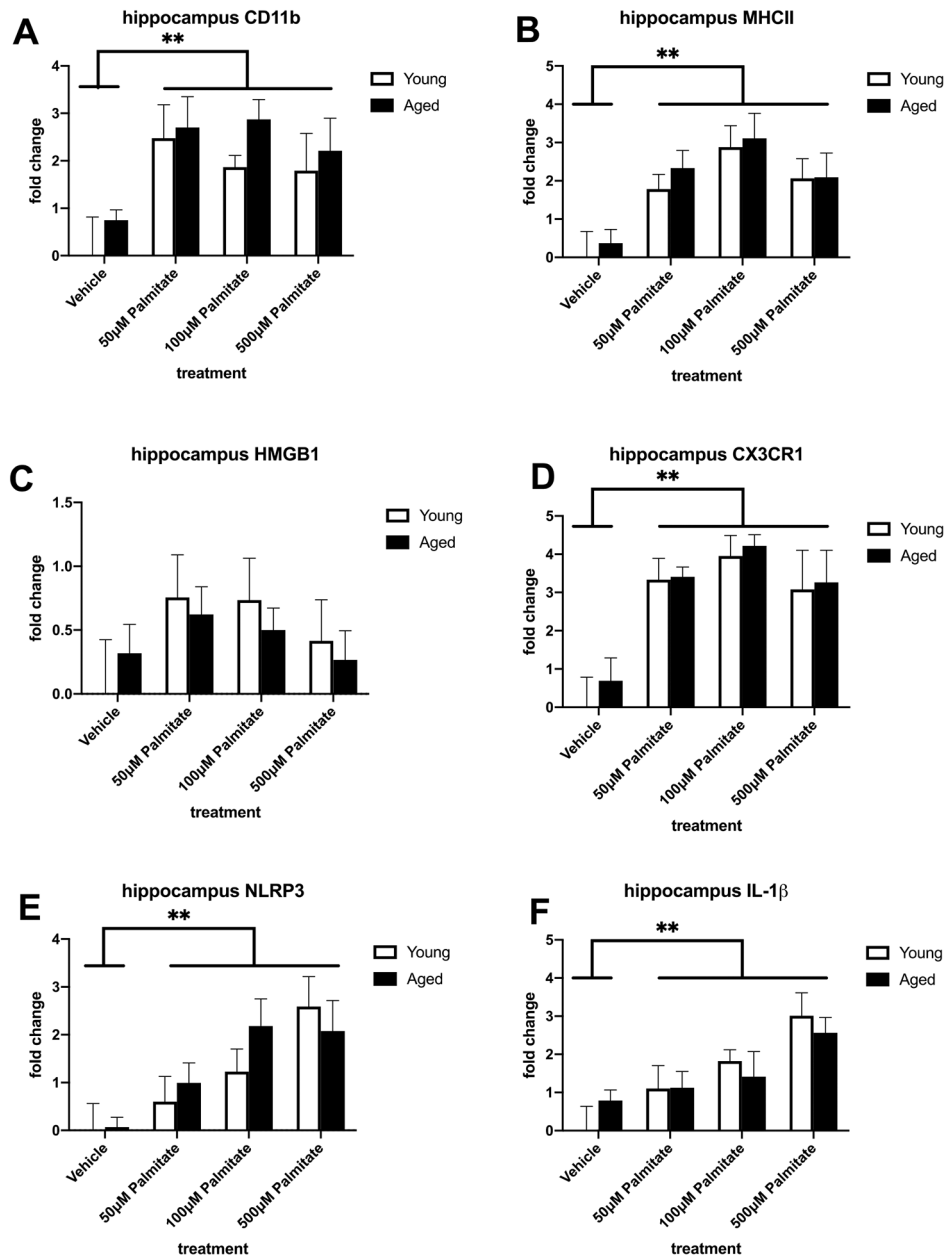 A
hippocampus CD11b
**
fold change
4
3
2
1
0
Young
Aged
Vehicle
50µM Palmitate
100µM Palmitate
500µM Palmitate
treatment
B
hippocampus MHCII
**
fold change
5
4
3
2
1
0
Young
Aged
Vehicle
50µM Palmitate
100µM Palmitate
500µM Palmitate
treatment
C
hippocampus HMGB1
fold change
1.5
1.0
0.5
0.0
Young
Aged
Vehicle
50µM Palmitate
100µM Palmitate
500µM Palmitate
treatment
D
hippocampus CX3CR1
**
fold change
5
4
3
2
1
0
Young
Aged
Vehicle
50µM Palmitate
100µM Palmitate
500µM Palmitate
treatment
E
hippocampus NLRP3
**
fold change
4
3
2
1
0
Young
Aged
Vehicle
50µM Palmitate
100µM Palmitate
500µM Palmitate
treatment
F
hippocampus IL-1β
**
fold change
5
4
3
2
1
0
Young
Aged
Vehicle
50µM Palmitate
100µM Palmitate
500µM Palmitate
treatment